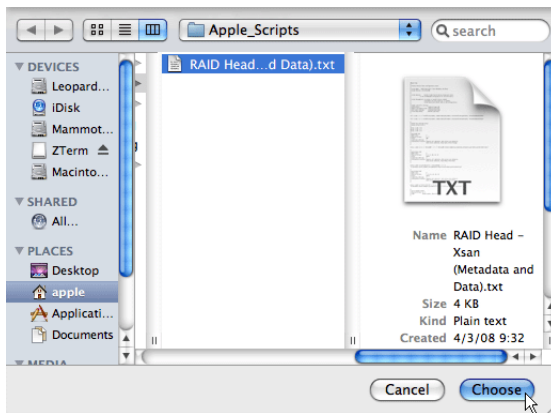 Apple_Scripts
search
DEVICES
Leopard...
iDisk
Mammot...
ZTerm
Macinto...
SHARED
All...
PLACES
Desktop
apple
Applicati...
Documents
RAID Head...d Data).txt
TXT
Name RAID Head –
Xsan
(Metadata and
Data).txt
Size 4 KB
Kind Plain text
Created 4/3/08 9:32
Cancel
Choose